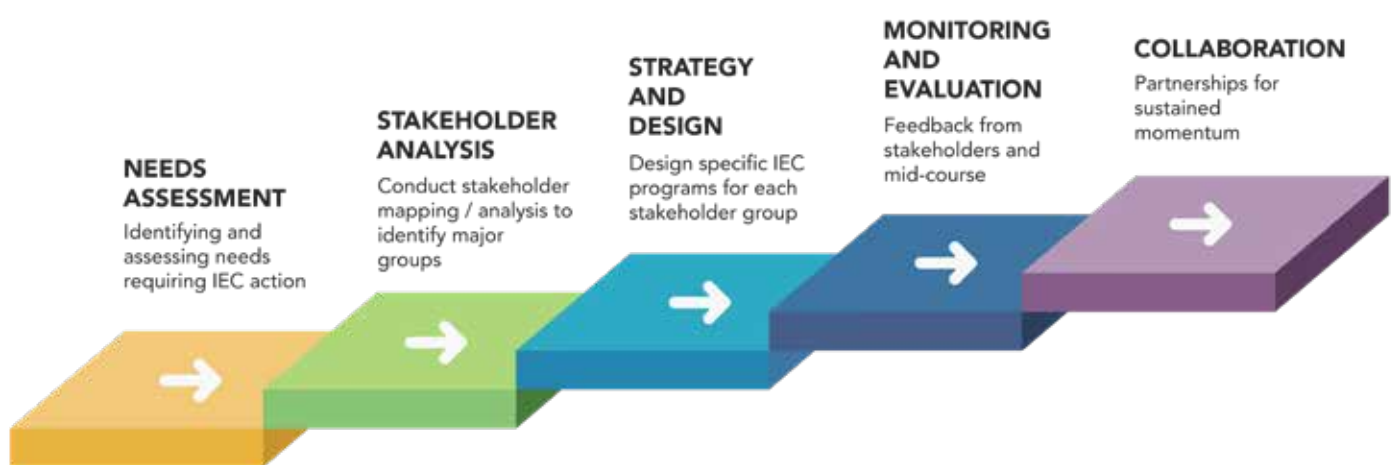 NEEDS
ASSESSMENT
Identifying and
assessing needs
requiring IEC action
STAKEHOLDER
ANALYSIS
Conduct stakeholder
mapping / analysis to
identify major
groups
STRATEGY
AND
DESIGN
Design specific IEC
programs for each
stakeholder group
MONITORING
AND
EVALUATION
Feedback from
stakeholders and
mid-course
COLLABORATION
Partnerships for
sustained
momentum